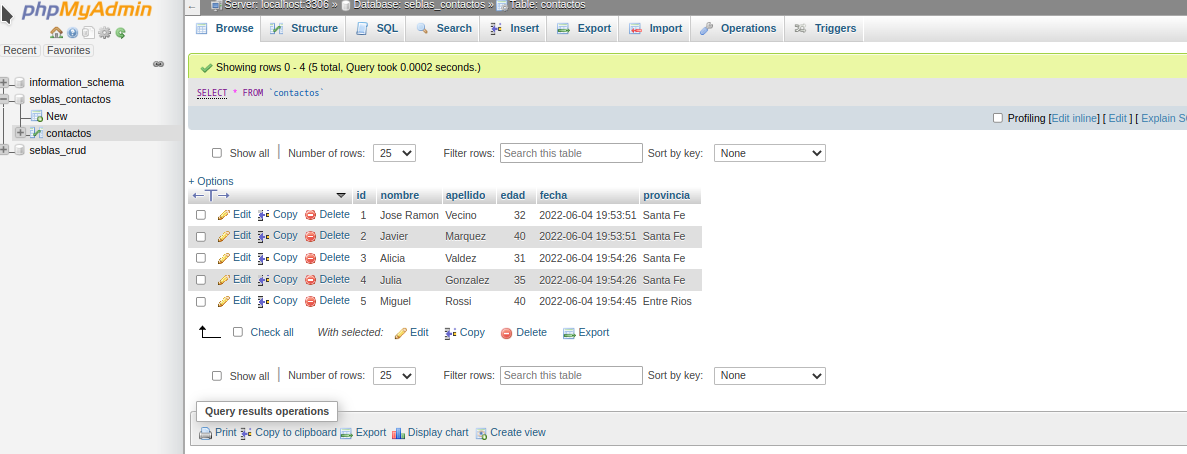 phpMyAdmin
Recent Favorites
information_schema
seblas_contactos
New
contactos
seblas_crud
Server: localhost:3306 » Database: seblas_contactos » Table: contactos
Browse Structure SQL Search Insert Export Import Operations Triggers
Showing rows 0 - 4 (5 total, Query took 0.0002 seconds.)
SELECT * FROM `contactos`
Profiling [Edit inline] [ Edit ] [ Explain
Show all | Number of rows: 25 Filter rows: Search this table Sort by key: None
+ Options
←T→ id nombre apellido edad fecha provincia
Edit Copy Delete 1 Jose Ramon Vecino 32 2022-06-04 19:53:51 Santa Fe
Edit Copy Delete 2 Javier Marquez 40 2022-06-04 19:53:51 Santa Fe
Edit Copy Delete 3 Alicia Valdez 31 2022-06-04 19:54:26 Santa Fe
Edit Copy Delete 4 Julia Gonzalez 35 2022-06-04 19:54:26 Santa Fe
Edit Copy Delete 5 Miguel Rossi 40 2022-06-04 19:54:45 Entre Rios
Check all With selected: Edit Copy Delete Export
Show all | Number of rows: 25 Filter rows: Search this table Sort by key: None
Query results operations
Print Copy to clipboard Export Display chart Create view